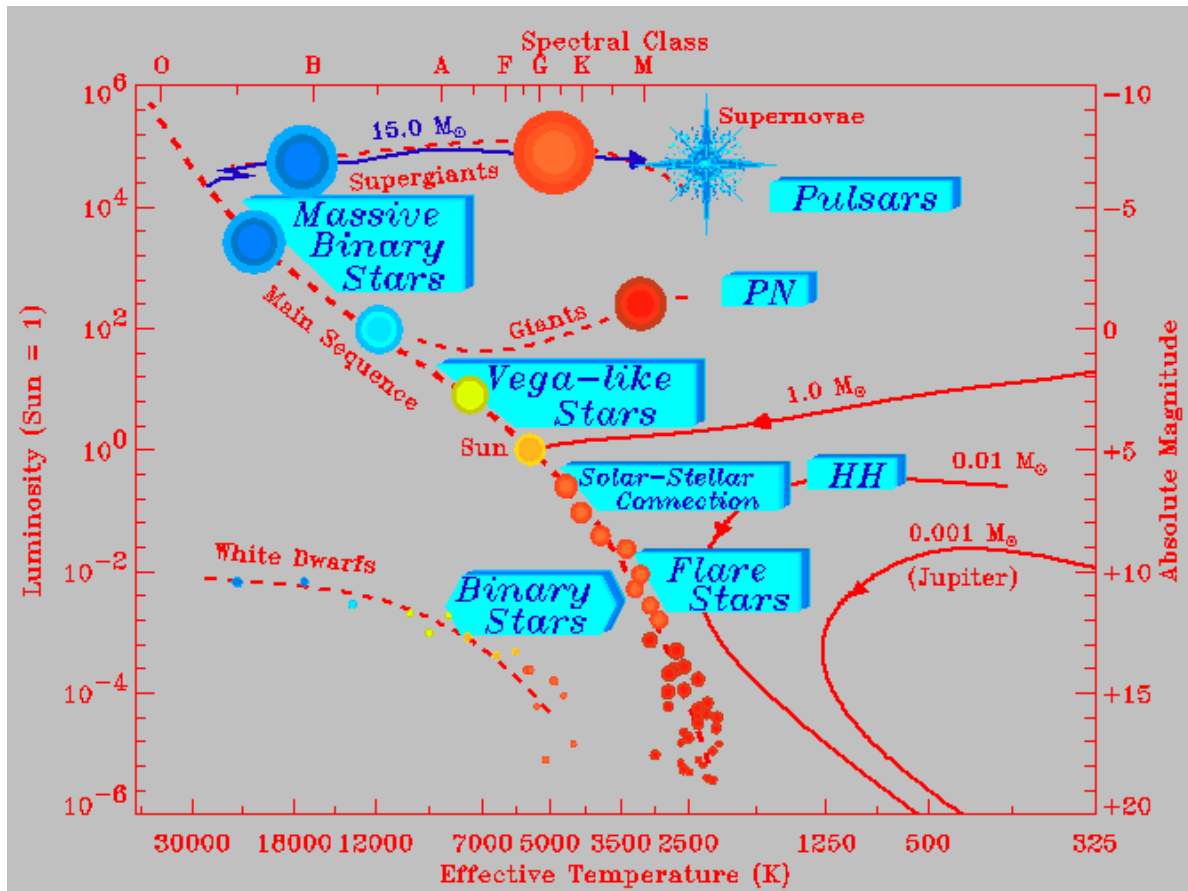 Spectral Class
O B A F G K M
10^6
10^4
10^2
10^0
10^-2
10^-4
10^-6
Luminosity (Sun = 1)
-10
-5
0
+5
+10
+15
+20
Absolute Magnitude
15.0 M☉
Supernovae
Supergiants
Pulsars
Massive
Binary
Stars
PN
Giants
Main Sequence
Vega-like
Stars
1.0 M☉
Sun
Solar-Stellar
Connection
HH
0.01 M☉
0.001 M☉
(Jupiter)
White Dwarfs
Binary
Stars
Flare
Stars
30000 18000 12000 7000 5000 3500 2500 1250 500 325
Effective Temperature (K)